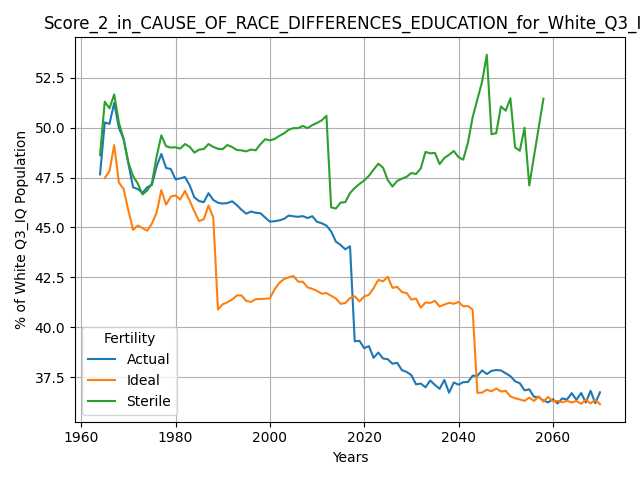 Score_2_in_CAUSE_OF_RACE_DIFFERENCES_EDUCATION_for_White_Q3_I
52.5
50.0
47.5
45.0
42.5
40.0
37.5
% of White Q3_IQ Population
Fertility
Actual
Ideal
Sterile
1960
1980
2000
2020
2040
2060
Years